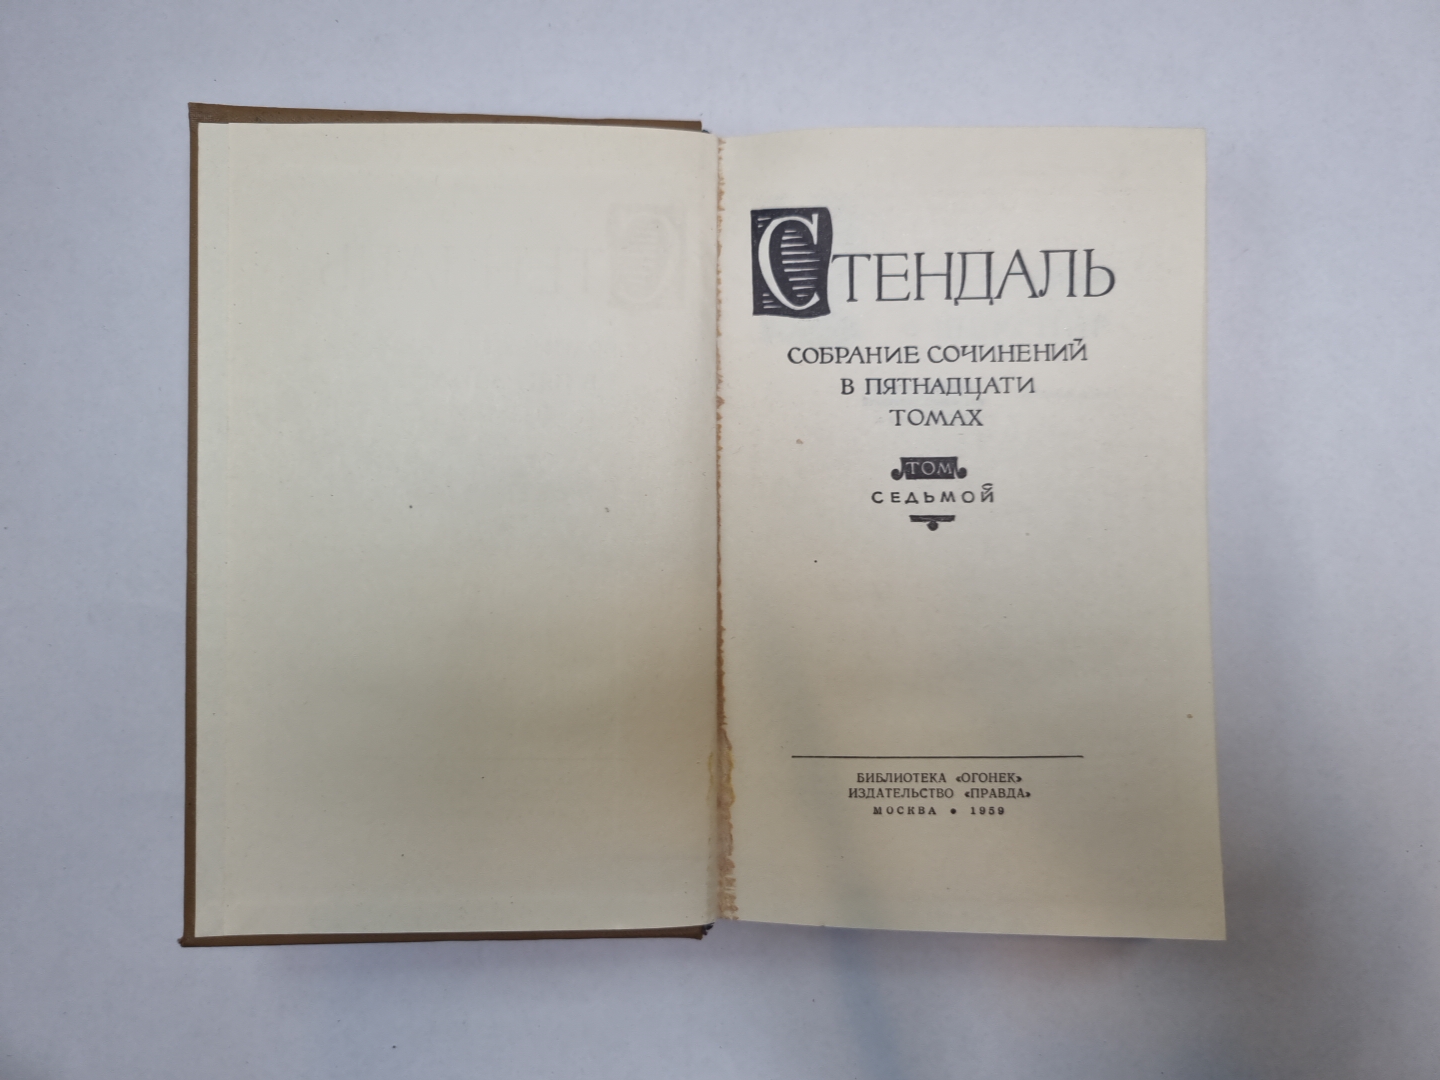 СТЕНДАЛЬ
СОБРАНИЕ СОЧИНЕНИЙ
В ПЯТНАДЦАТИ
ТОМАХ
ТОМ
СЕДЬМОЙ
БИБЛИОТЕКА «ОГОНЕК»
ИЗДАТЕЛЬСТВО «ПРАВДА»
МОСКВА • 1959